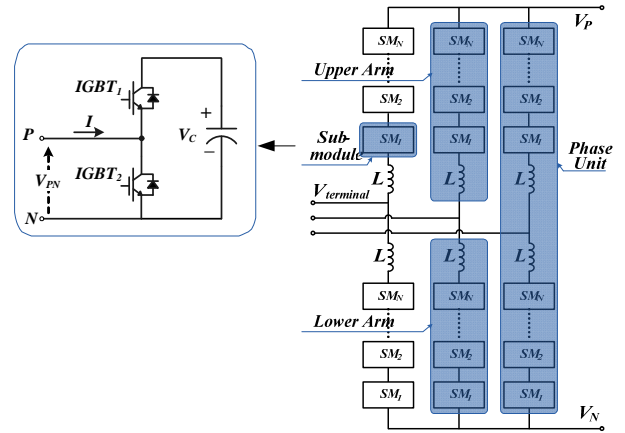 IGBT1
P
I
VPN
IGBT2
N
+
VC
−
VP
SMN
SMN
SMN
Upper Arm
SM2
SM2
SM2
Sub-
module
SM1
SM1
SM1
Phase
Unit
L
L
L
Vterminal
L
L
L
SMN
SMN
SMN
Lower Arm
SM2
SM2
SM2
SM1
SM1
SM1
VN